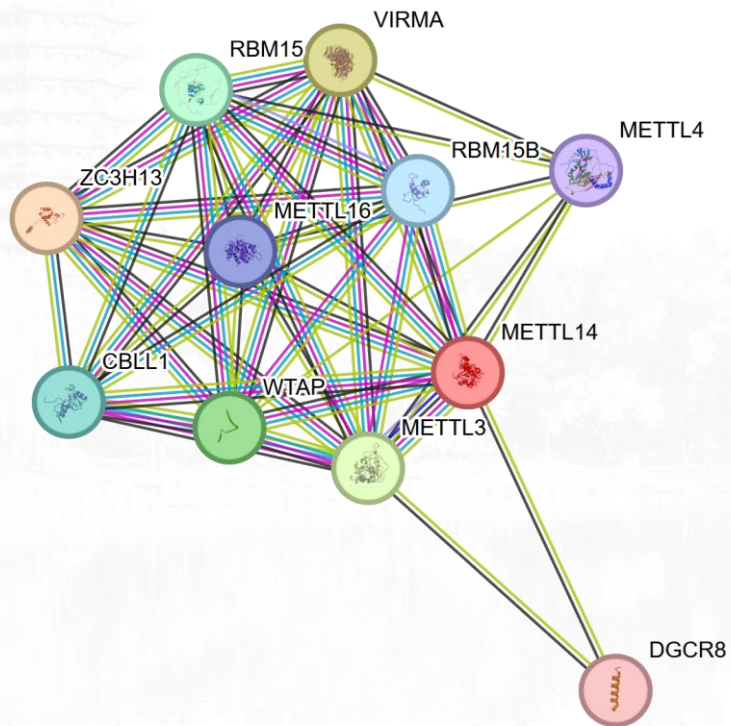 VIRMA
RBM15
METTL4
RBM15B
ZC3H13
METTL16
METTL14
CBLL1
WTAP
METTL3
DGCR8